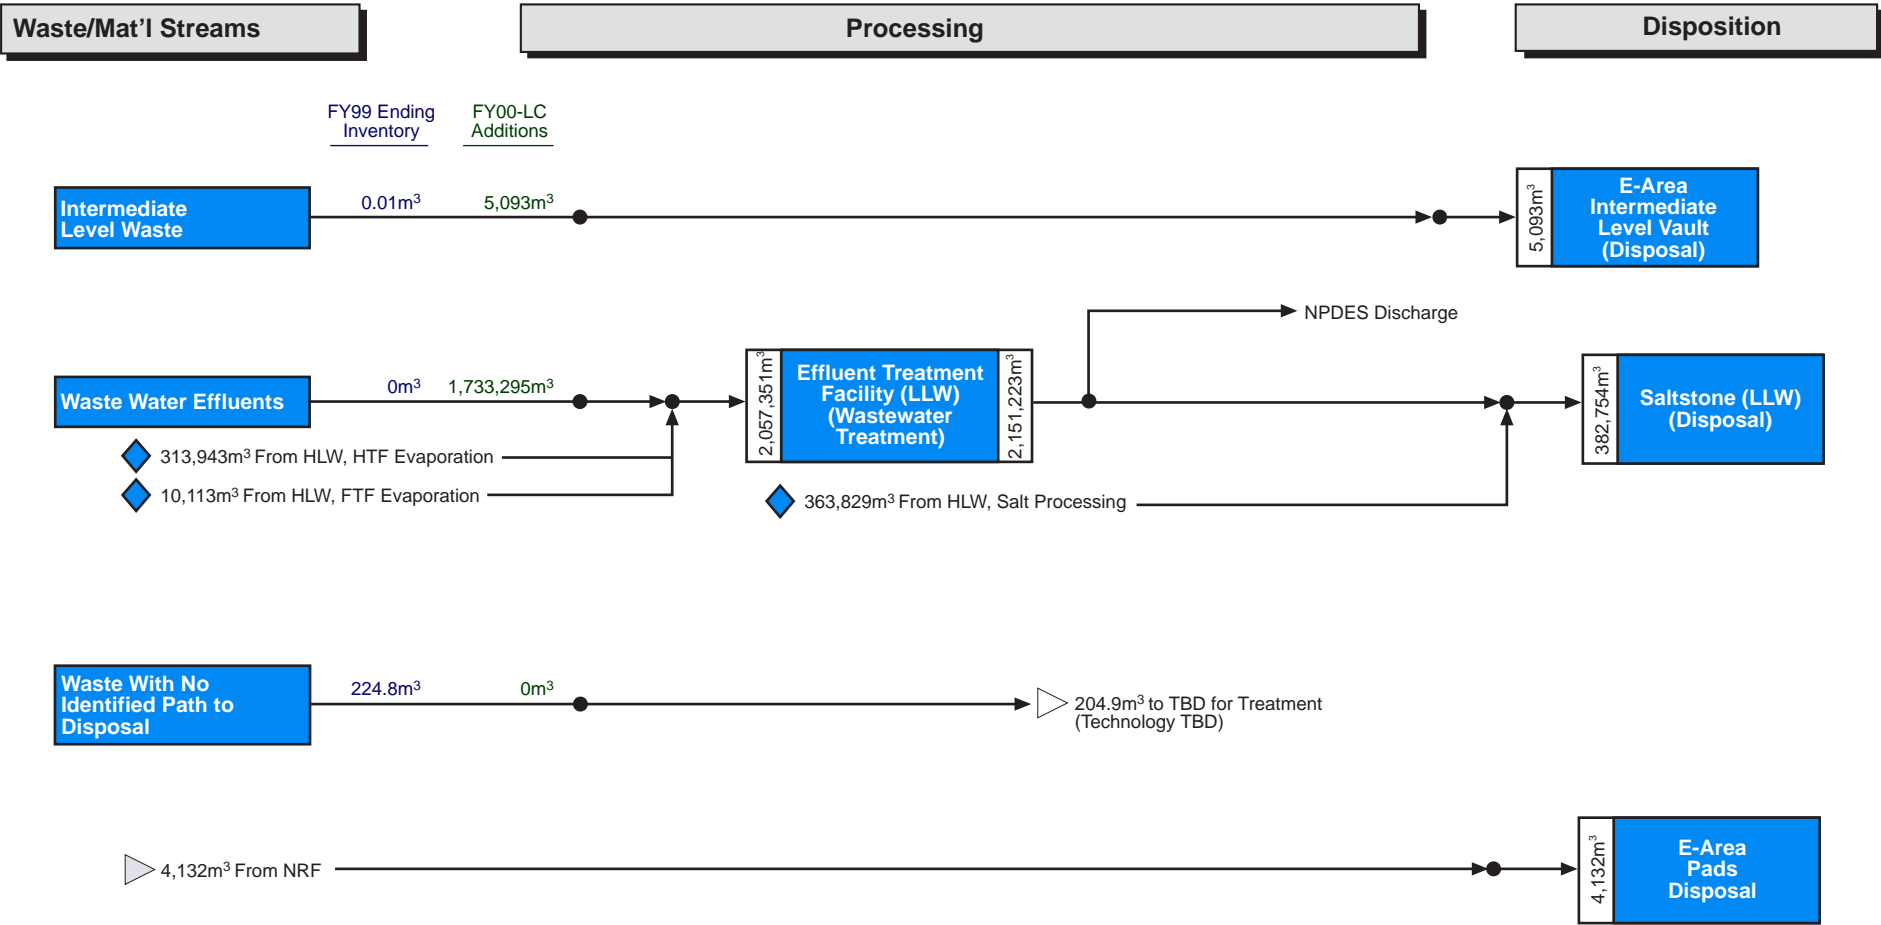 Waste/Mat’l Streams
Processing
Disposition
FY99 Ending
Inventory
FY00-LC
Additions
Intermediate
Level Waste
0.01m³
5,093m³
5,093m³
E-Area
Intermediate
Level Vault
(Disposal)
NPDES Discharge
Waste Water Effluents
0m³
1,733,295m³
2,057,351m³
Effluent Treatment
Facility (LLW)
(Wastewater
Treatment)
2,151,223m³
382,754m³
Saltstone (LLW)
(Disposal)
313,943m³ From HLW, HTF Evaporation
10,113m³ From HLW, FTF Evaporation
363,829m³ From HLW, Salt Processing
Waste With No
Identified Path to
Disposal
224.8m³
0m³
204.9m³ to TBD for Treatment
(Technology TBD)
4,132m³ From NRF
4,132m³
E-Area
Pads
Disposal